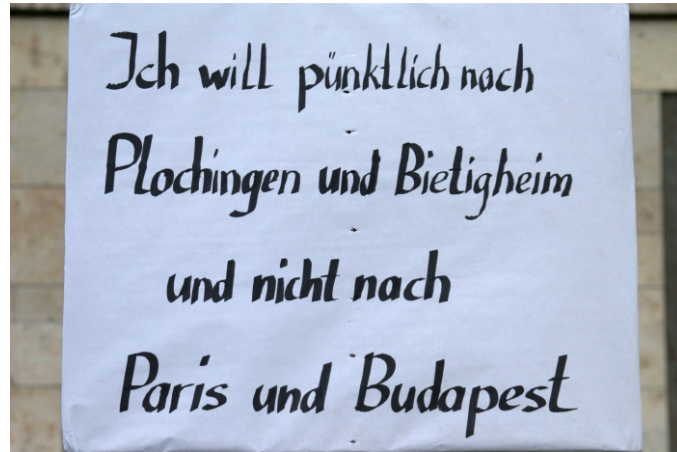 Ich will pünktlich nach
Plochingen und Bietigheim
und nicht nach
Paris und Budapest